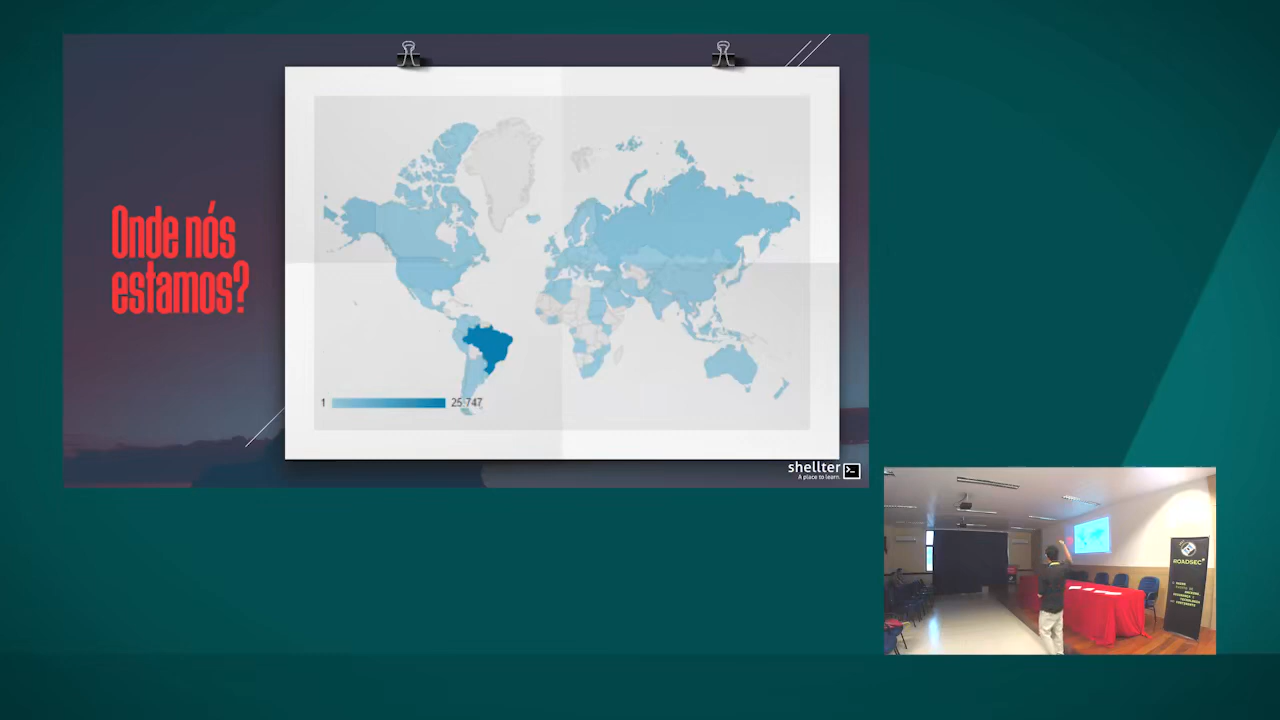 Onde nós
estamos?
1
25.747
shellter
A place to learn.
ROADSEC